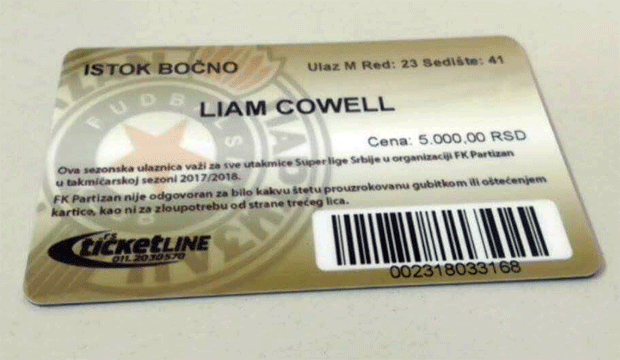 ISTOK BOČNO
Ulaz M Red: 23 Sedište: 41
LIAM COWELL
Cena: 5.000,00 RSD
Ova sezonska ulaznica važi za sve utakmice Super lige Srbije u organizaciji FK Partizan
u takmičarskoj sezoni 2017/2018.
FK Partizan nije odgovoran za bilo kakvu štetu prouzrokovanu gubitkom ili oštećenjem
kartice, kao ni za zloupotrebu od strane trećeg lica.
FUDBALS
.rs
tickeTLINE
011.2030570
002318033168